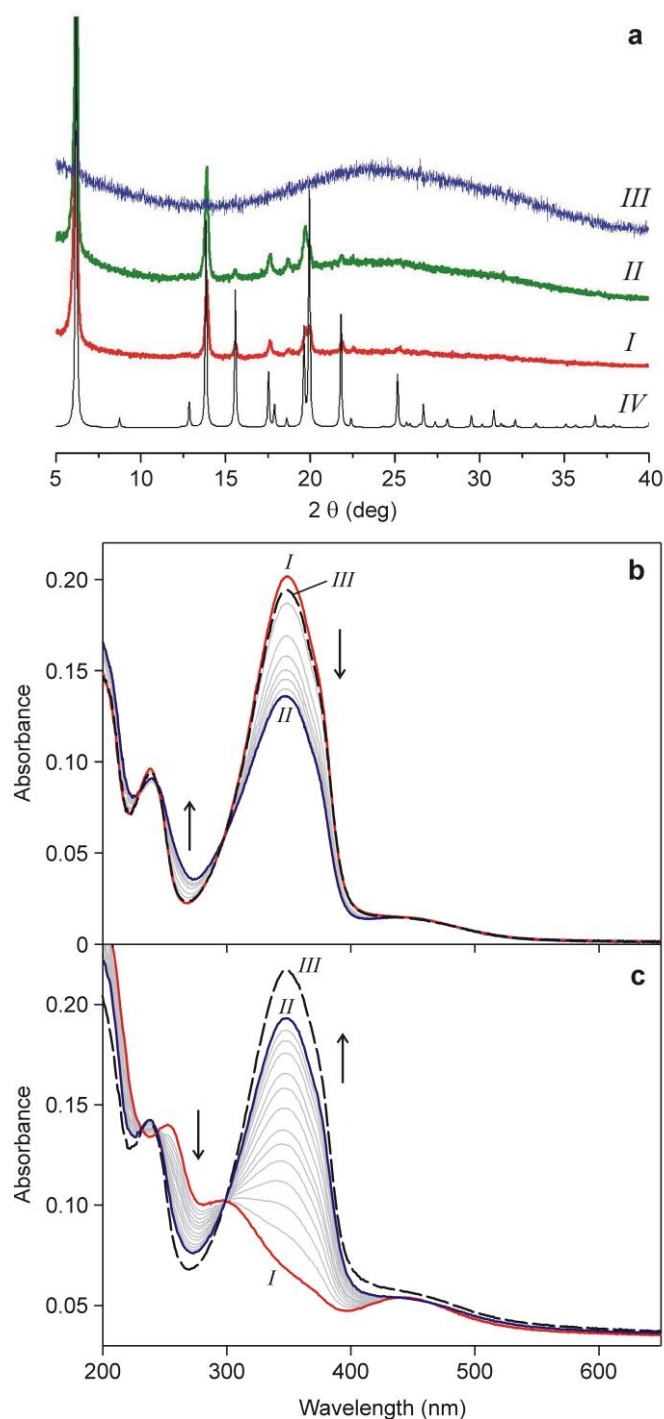 a
III
II
I
IV
5 10 15 20 25 30 35 40
2 θ (deg)
b
0.20
I
III
0.15
II
0.10
Absorbance
0.05
0
c
III
0.20
II
0.15
Absorbance
0.10
I
0.05
200 300 400 500 600
Wavelength (nm)